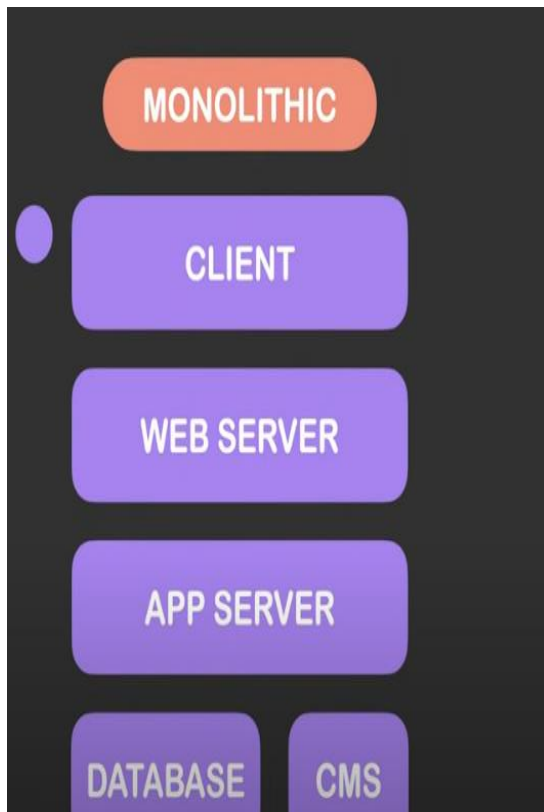 MONOLITHIC
CLIENT
WEB SERVER
APP SERVER
DATABASE CMS